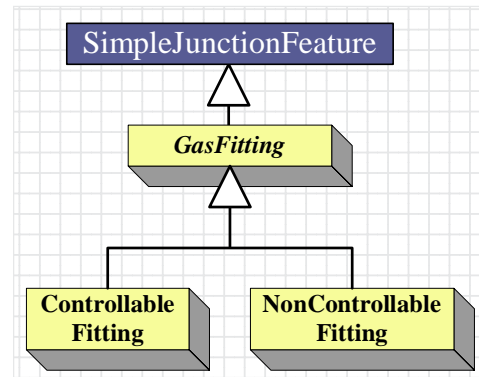 SimpleJunctionFeature
GasFitting
Controllable
Fitting
NonControllable
Fitting